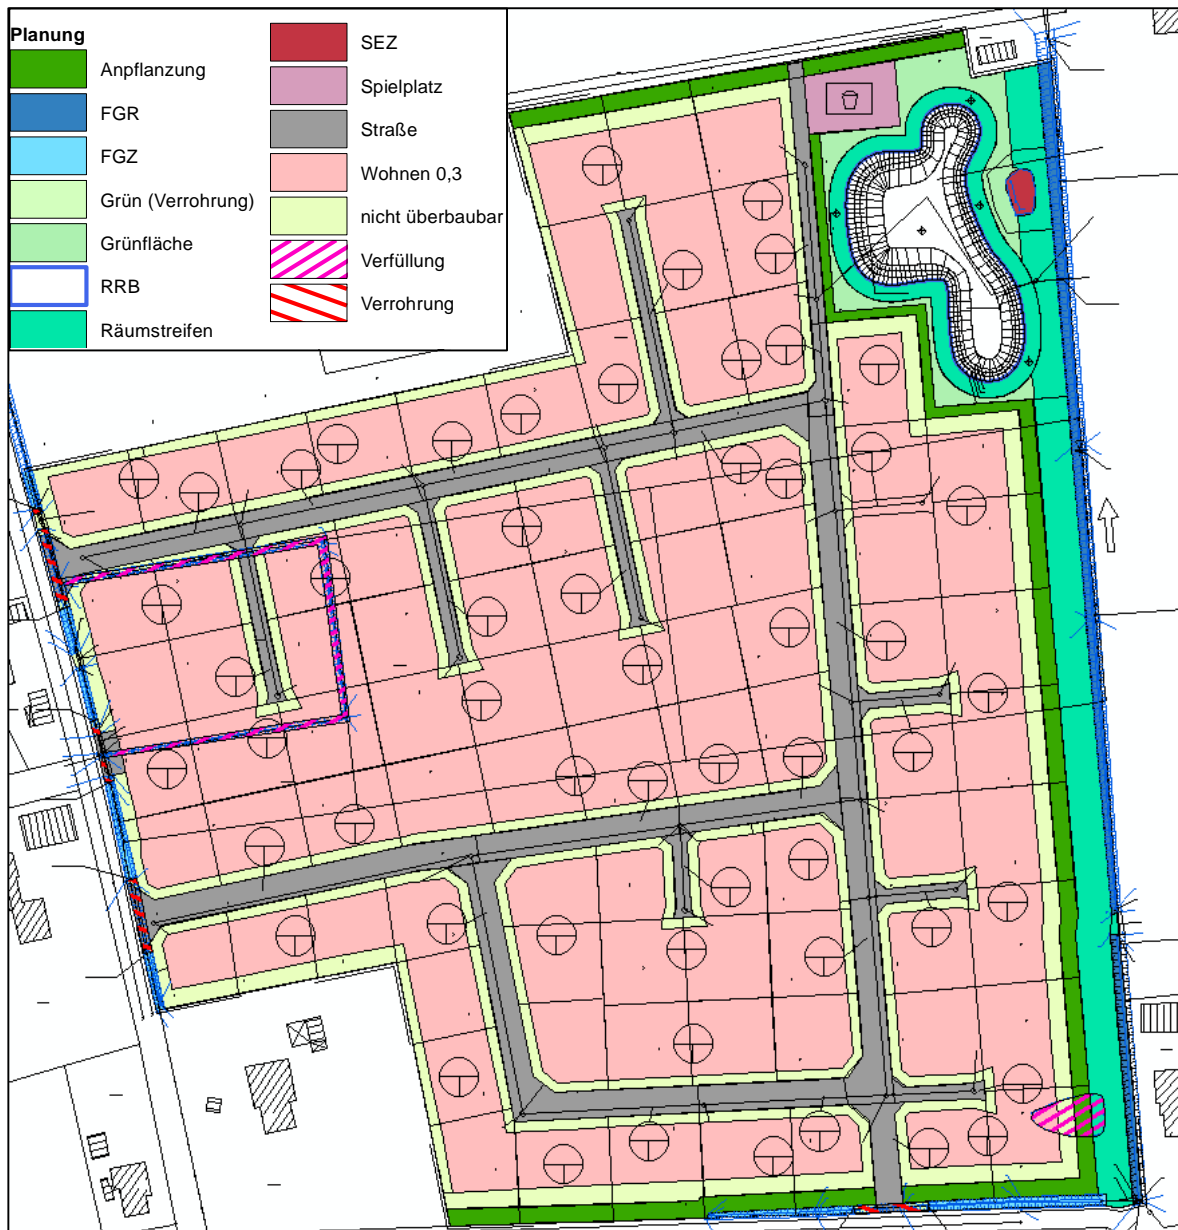 Planung
Anpflanzung
FGR
FGZ
Grün (Verrohrung)
Grünfläche
RRB
Räumstreifen
SEZ
Spielplatz
Straße
Wohnen 0,3
nicht überbaubar
Verfüllung
Verrohrung